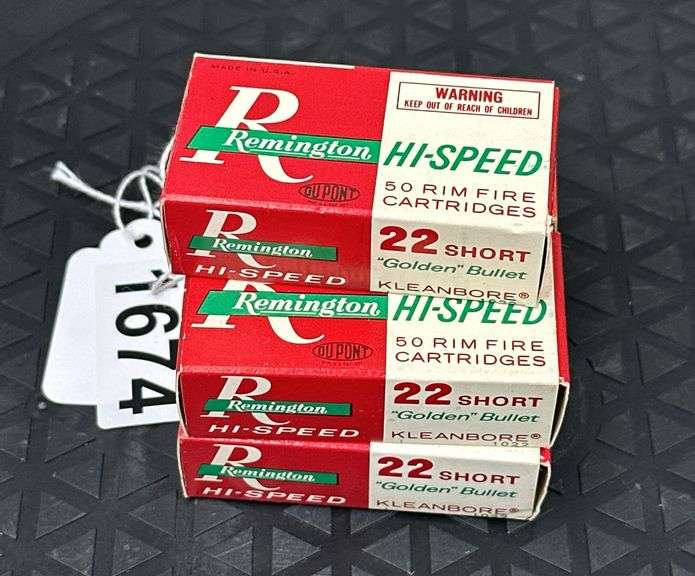 MADE IN U.S.A.
R
Remington
DU PONT
WARNING
KEEP OUT OF REACH OF CHILDREN
HI-SPEED
50 RIM FIRE
CARTRIDGES
R
Remington
HI-SPEED
22 SHORT
"Golden" Bullet
KLEANBORE®
R
Remington
DU PONT
HI-SPEED
50 RIM FIRE
CARTRIDGES
R
Remington
HI-SPEED
22 SHORT
"Golden" Bullet
KLEANBORE®
1022
R
Remington
HI-SPEED
22 SHORT
"Golden" Bullet
KLEANBORE®
1674